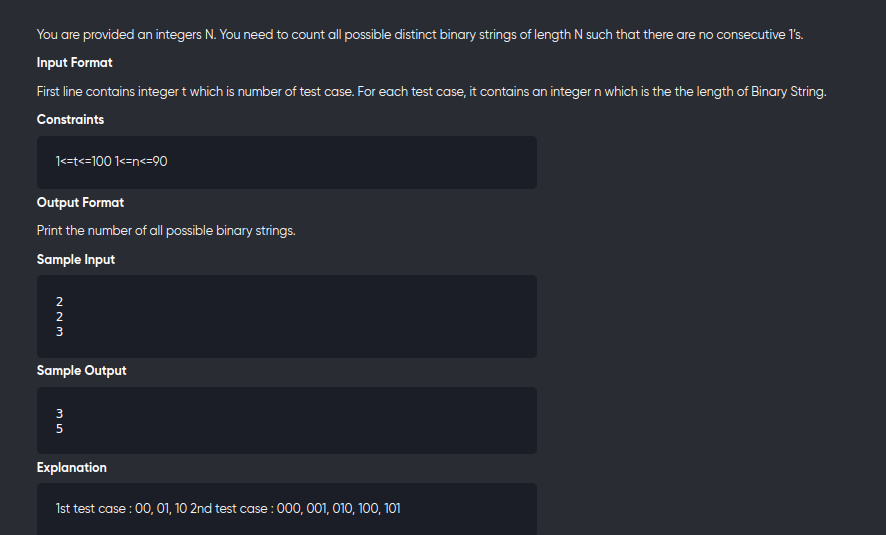 You are provided an integers N. You need to count all possible distinct binary strings of length N such that there are no consecutive 1's.
Input Format
First line contains integer t which is number of test case. For each test case, it contains an integer n which is the the length of Binary String.
Constraints
1<=t<=100 1<=n<=90
Output Format
Print the number of all possible binary strings.
Sample Input
2
2
3
Sample Output
3
5
Explanation
1st test case : 00, 01, 10 2nd test case : 000, 001, 010, 100, 101